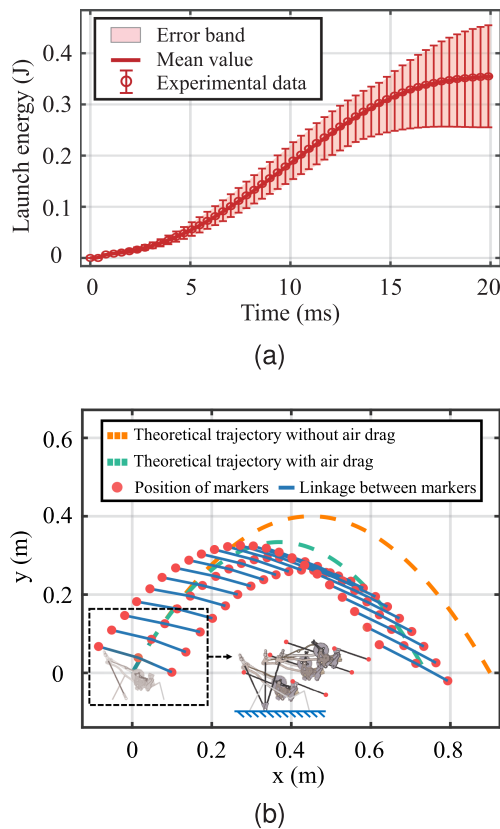 Launch energy (J)
0.4
0.3
0.2
0.1
0
Error band
Mean value
Experimental data
0 5 10 15 20
Time (ms)
(a)
y (m)
0.6
0.4
0.2
0
Theoretical trajectory without air drag
Theoretical trajectory with air drag
Position of markers Linkage between markers
0 0.2 0.4 0.6 0.8
x (m)
(b)